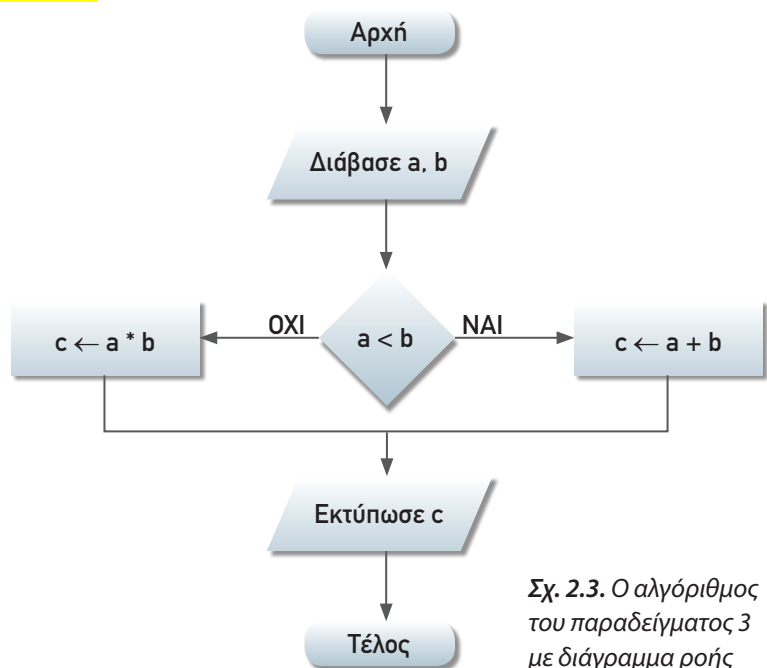 Αρχή
Διάβασε a, b
ΟΧΙ
a < b
ΝΑΙ
c ← a * b
c ← a + b
Εκτύπωσε c
Τέλος
Σχ. 2.3. Ο αλγόριθμος
του παραδείγματος 3
με διάγραμμα ροής